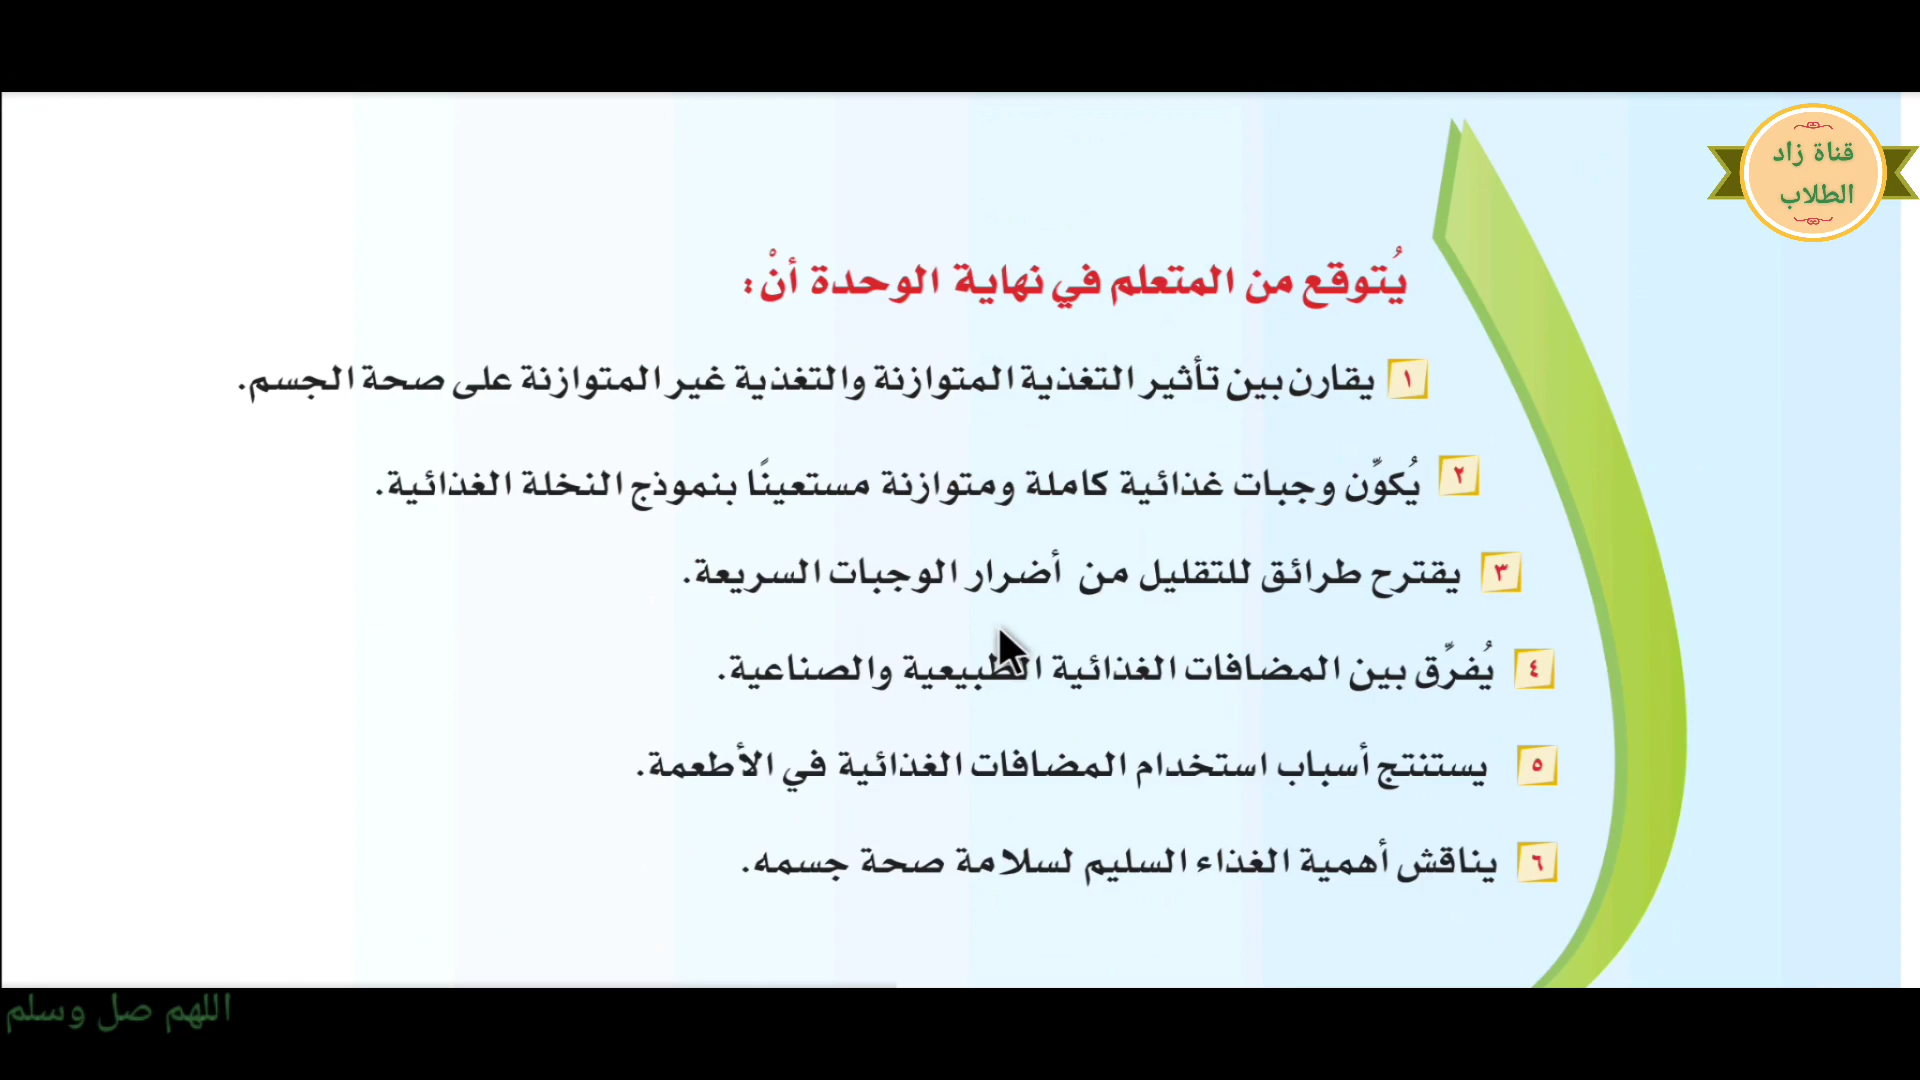 قناة زاد
الطلاب
يُتوقع من المتعلم في نهاية الوحدة أنْ:
١ يقارن بين تأثير التغذية المتوازنة والتغذية غير المتوازنة على صحة الجسم.
٢ يُكوِّن وجبات غذائية كاملة ومتوازنة مستعينًا بنموذج النخلة الغذائية.
٣ يقترح طرائق للتقليل من أضرار الوجبات السريعة.
٤ يُفرِّق بين المضافات الغذائية الطبيعية والصناعية.
٥ يستنتج أسباب استخدام المضافات الغذائية في الأطعمة.
٦ يناقش أهمية الغذاء السليم لسلامة صحة جسمه.
اللهم صل وسلم